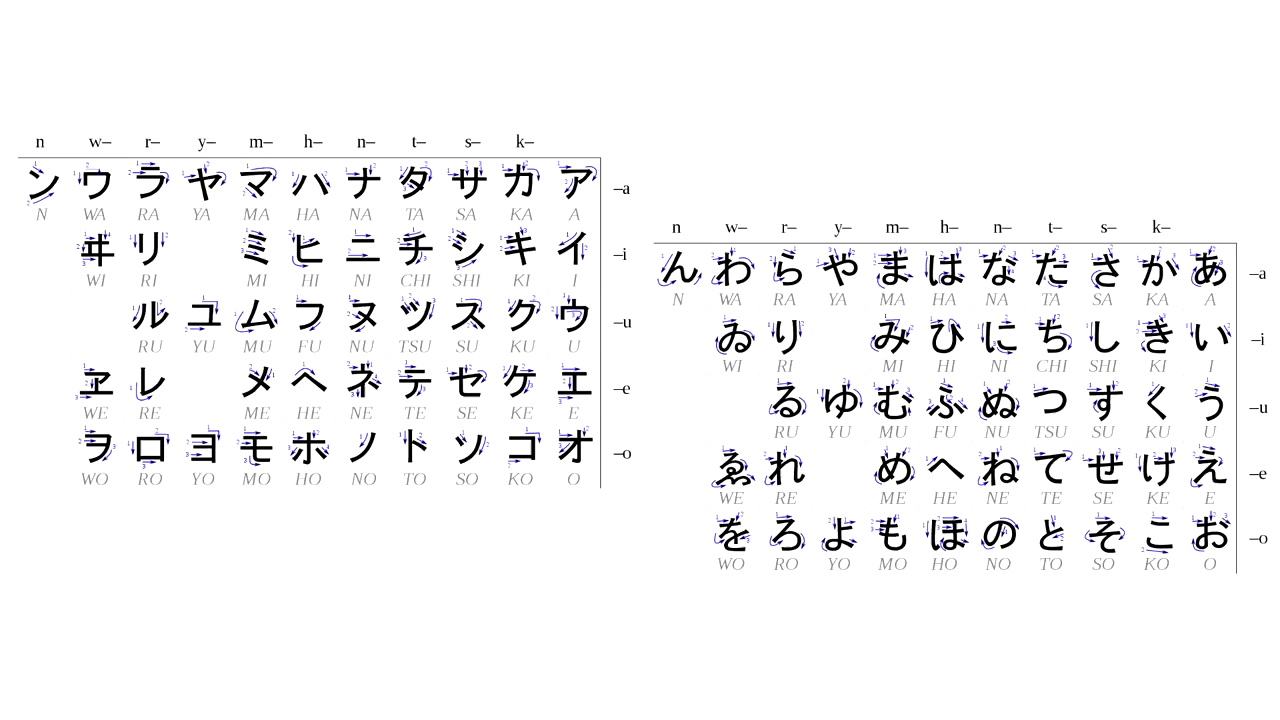 n w– r– y– m– h– n– t– s– k–
ン ワ ラ ヤ マ ハ ナ タ サ カ ア –a
N WA RA YA MA HA NA TA SA KA A
ヰ リ ミ ヒ ニ チ シ キ イ –i
WI RI MI HI NI CHI SHI KI I
ル ユ ム フ ヌ ツ ス ク ウ –u
RU YU MU FU NU TSU SU KU U
ヱ レ メ ヘ ネ テ セ ケ エ –e
WE RE ME HE NE TE SE KE E
ヲ ロ ヨ モ ホ ノ ト ソ コ オ –o
WO RO YO MO HO NO TO SO KO O
n w– r– y– m– h– n– t– s– k–
ん わ ら や ま は な た さ か あ –a
N WA RA YA MA HA NA TA SA KA A
ゐ り み ひ に ち し き い –i
WI RI MI HI NI CHI SHI KI I
る ゆ む ふ ぬ つ す く う –u
RU YU MU FU NU TSU SU KU U
ゑ れ め へ ね て せ け え –e
WE RE ME HE NE TE SE KE E
を ろ よ も ほ の と そ こ お –o
WO RO YO MO HO NO TO SO KO O